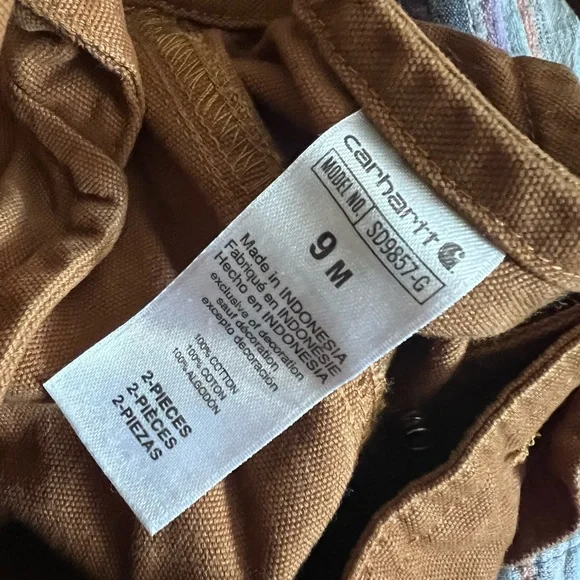 carhartt
MODEL NO. SD9857-G
9 M
Made in INDONESIA
Fabriqué en INDONÉSIE
Hecho en INDONESIA
exclusive of decoration
sauf décoration
excepto decoración
100% COTTON
100% COTON
100% ALGODON
2-PIECES
2-PIÈCES
2-PIEZAS